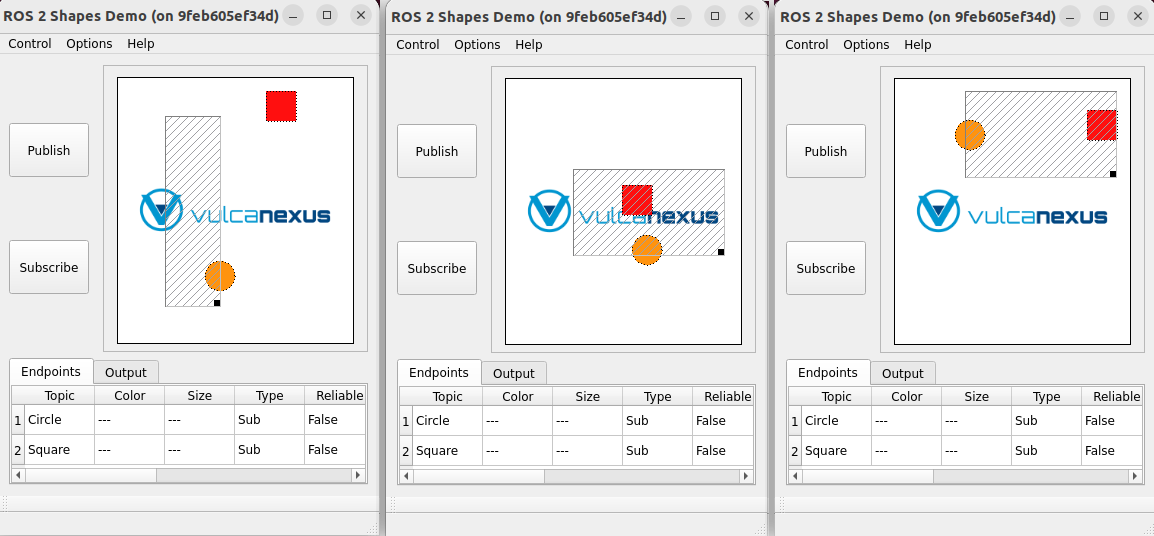 ROS 2 Shapes Demo (on 9feb605ef34d)
Control Options Help
Publish
vulcanexus
Subscribe
Endpoints Output
Topic Color Size Type Reliable
1 Circle --- --- Sub False
2 Square --- --- Sub False
ROS 2 Shapes Demo (on 9feb605ef34d)
Control Options Help
Publish
vulcanexus
Subscribe
Endpoints Output
Topic Color Size Type Reliable
1 Circle --- --- Sub False
2 Square --- --- Sub False
ROS 2 Shapes Demo (on 9feb605ef34d)
Control Options Help
Publish
vulcanexus
Subscribe
Endpoints Output
Topic Color Size Type Reliable
1 Circle --- --- Sub False
2 Square --- --- Sub False